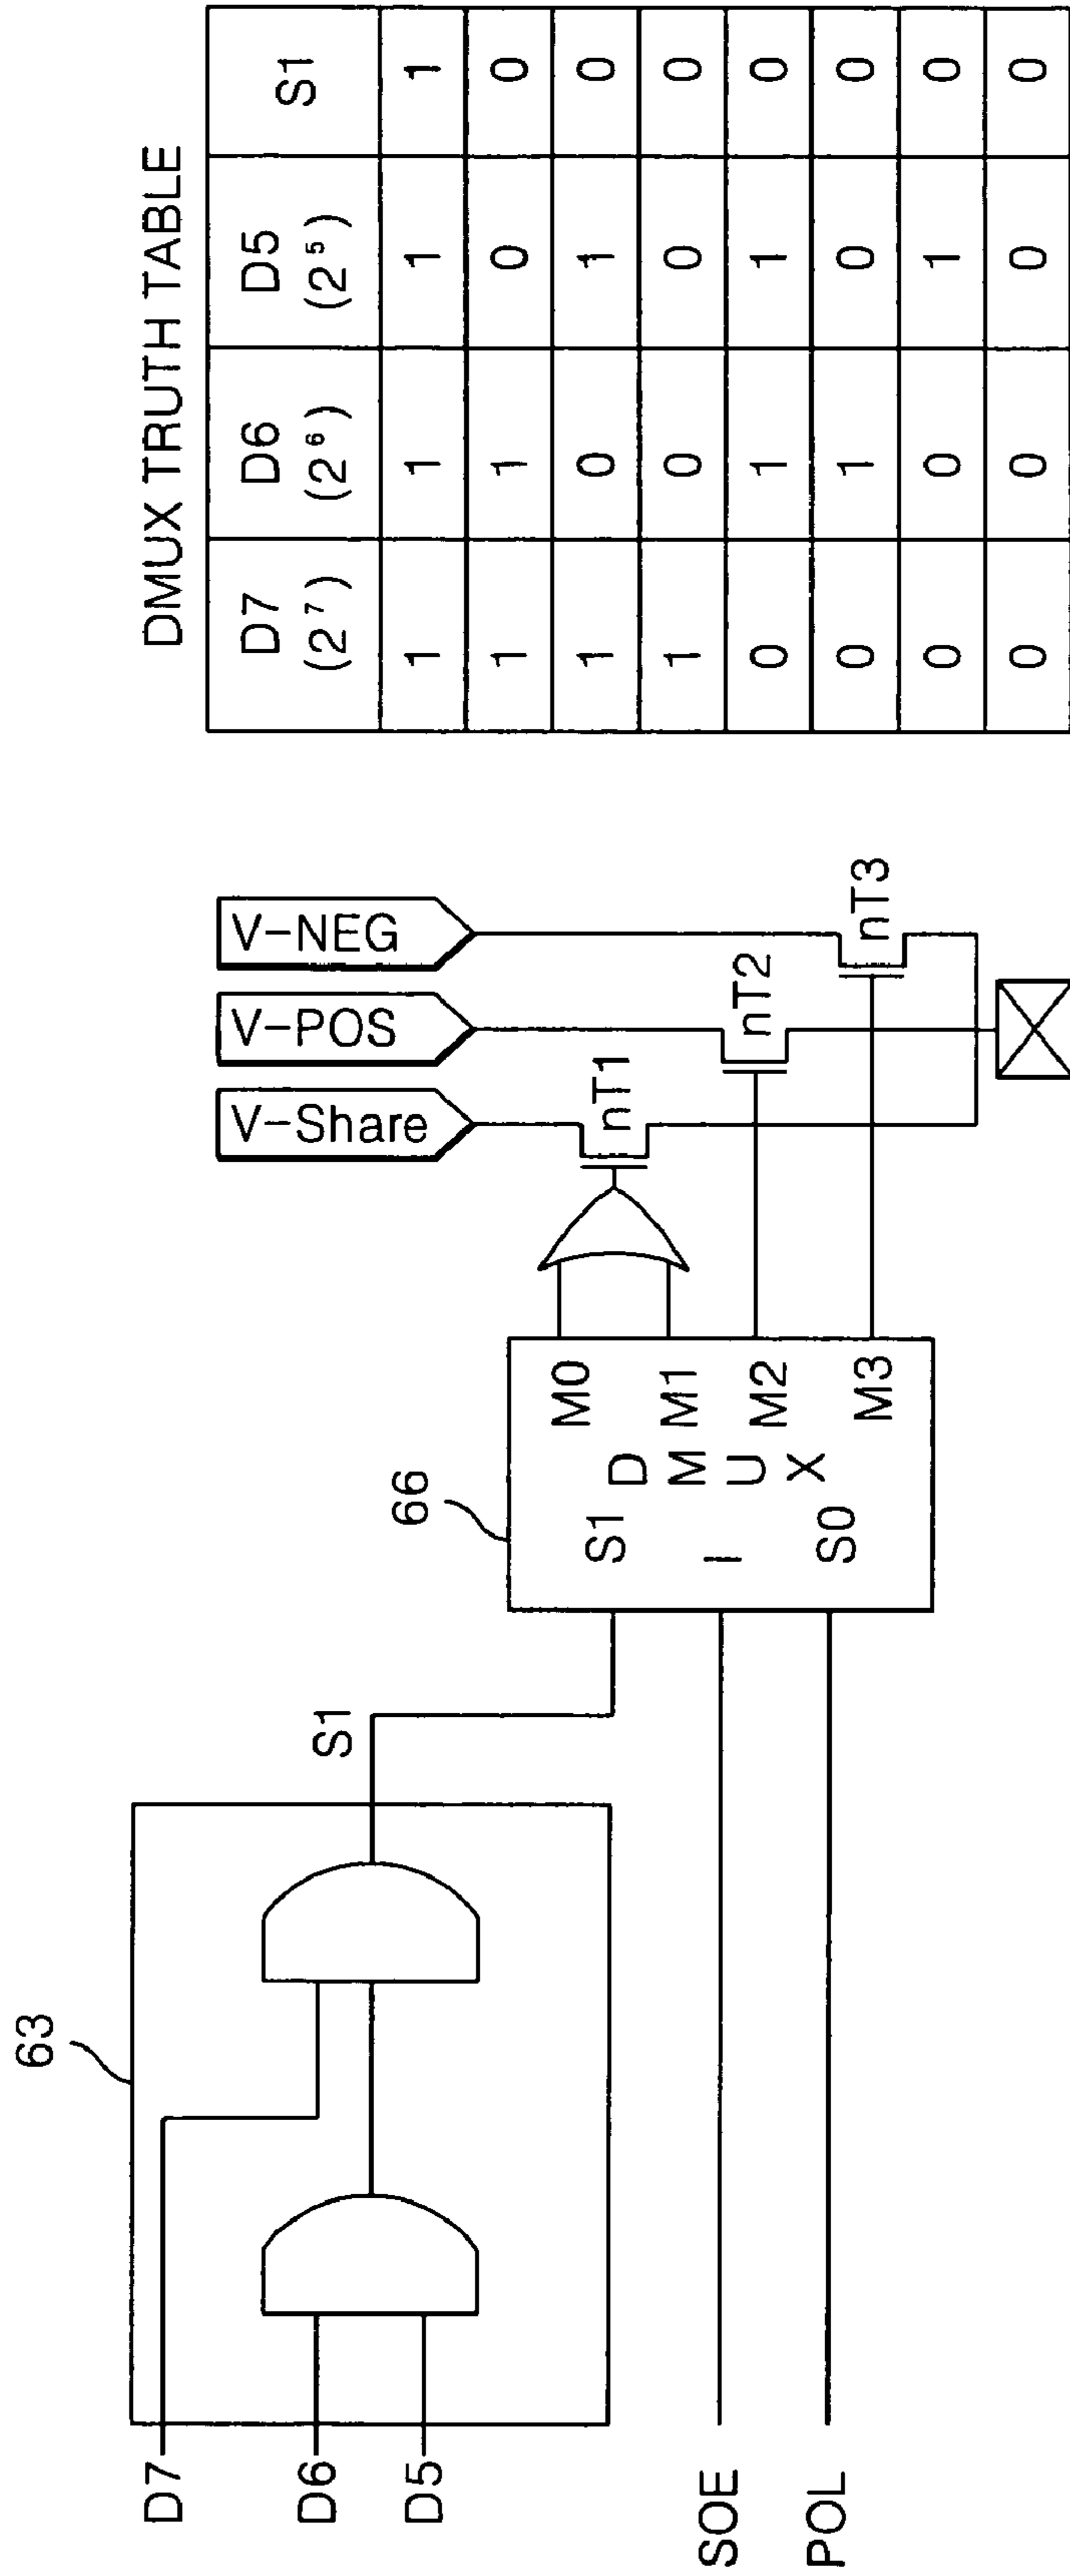 63
D7
D6
D5
S1
SOE
POL
66
S1
I
S0
D
M
U
X
M0
M1
M2
M3
V-Share
V-POS
V-NEG
nT1
nT2
nT3
DMUX TRUTH TABLE
D7 (2⁷) D6 (2⁶) D5 (2⁵) S1
1 1 1 1
1 1 0 0
1 0 1 0
1 0 0 0
0 1 1 0
0 1 0 0
0 0 1 0
0 0 0 0